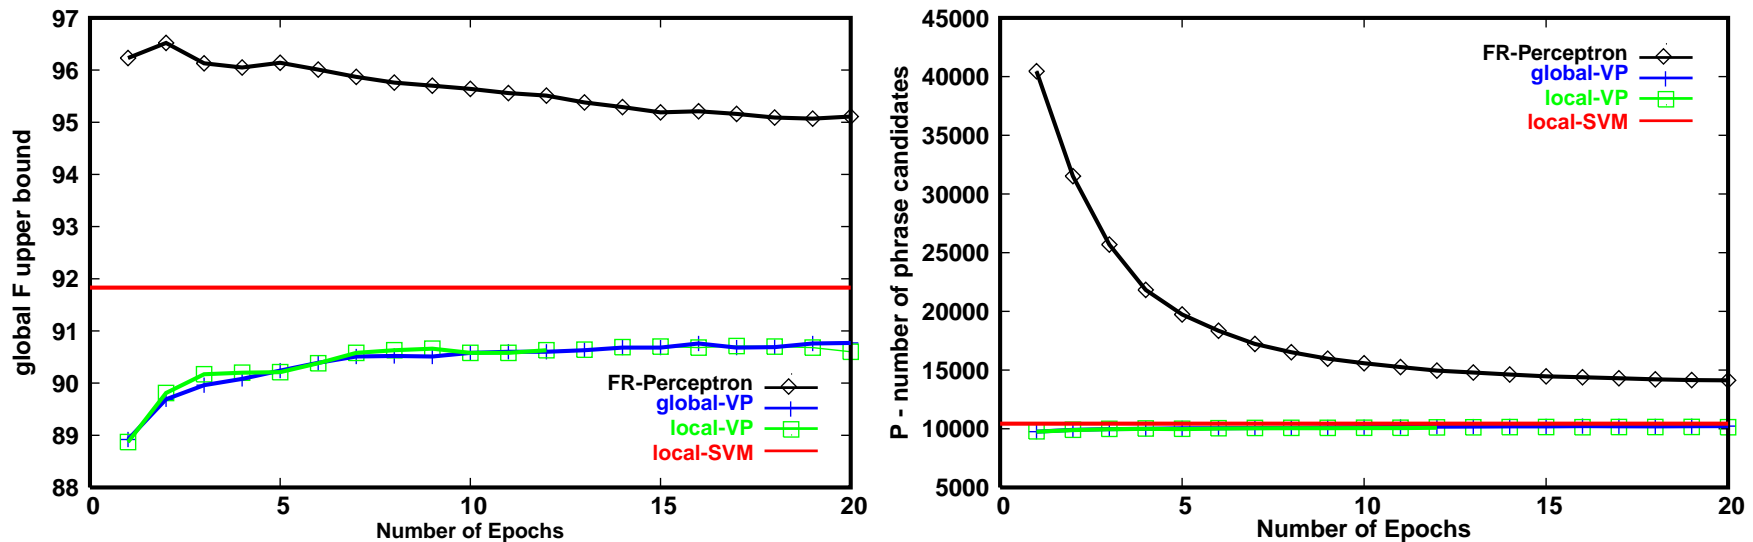 97
96
95
94
93
92
91
90
89
88
global F upper bound
FR-Perceptron
global-VP
local-VP
local-SVM
0 5 10 15 20
Number of Epochs
45000
40000
35000
30000
25000
20000
15000
10000
5000
P - number of phrase candidates
FR-Perceptron
global-VP
local-VP
local-SVM
0 5 10 15 20
Number of Epochs